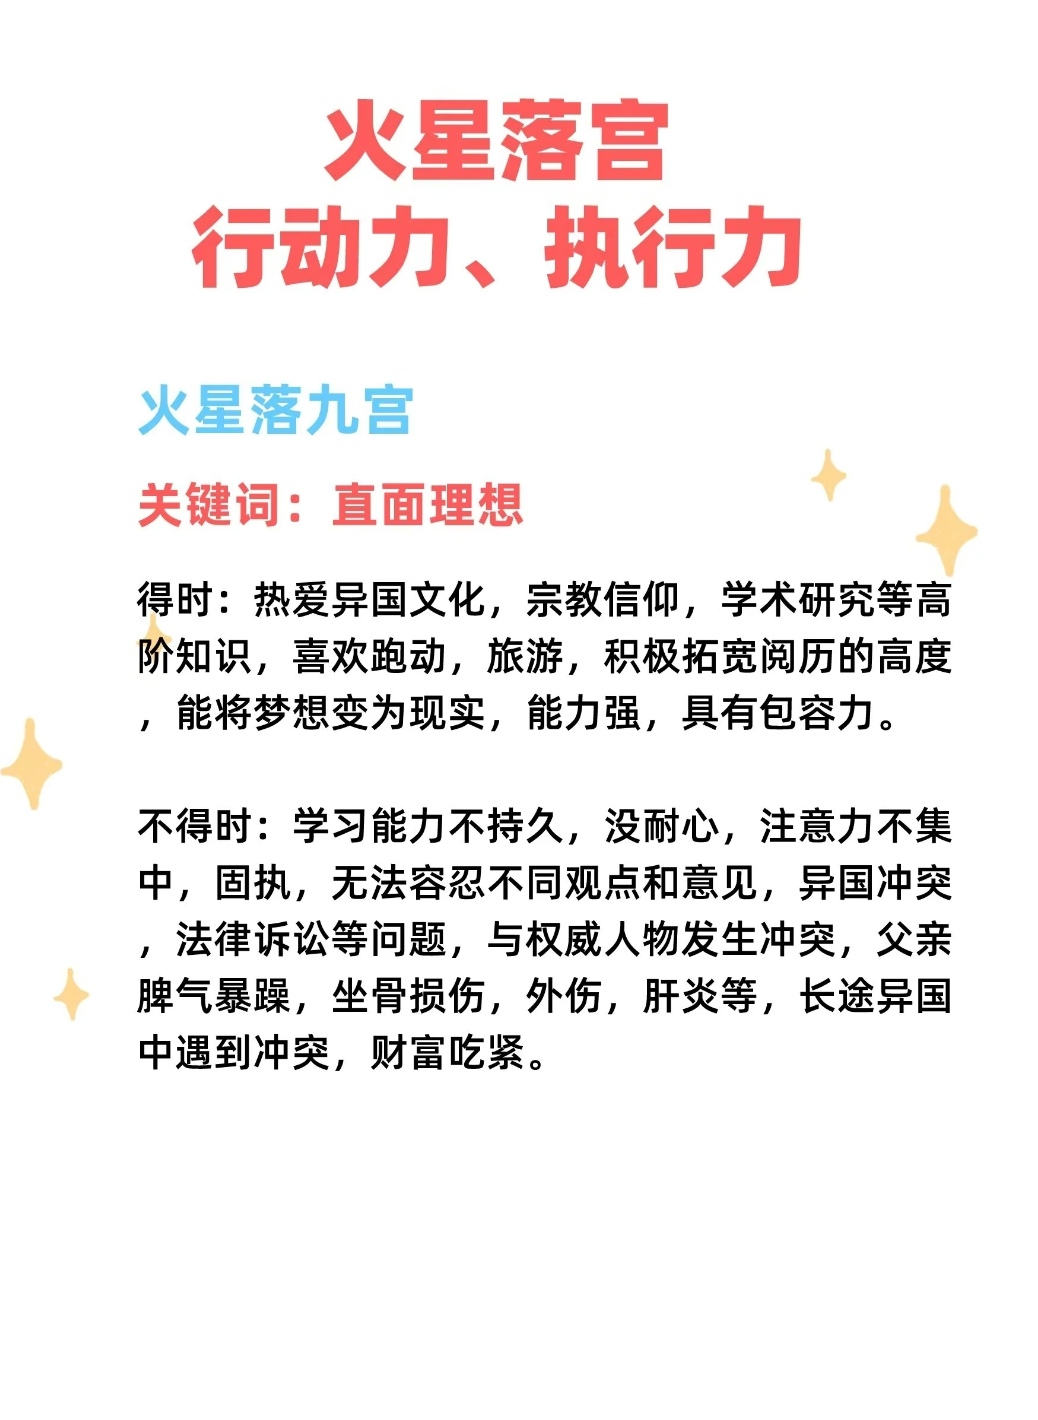 火星落宫
行动力、执行力
火星落九宫
关键词：直面理想
得时：热爱异国文化，宗教信仰，学术研究等高
阶知识，喜欢跑动，旅游，积极拓宽阅历的高度
，能将梦想变为现实，能力强，具有包容力。
不得时：学习能力不持久，没耐心，注意力不集
中，固执，无法容忍不同观点和意见，异国冲突
，法律诉讼等问题，与权威人物发生冲突，父亲
脾气暴躁，坐骨损伤，外伤，肝炎等，长途异国
中遇到冲突，财富吃紧。